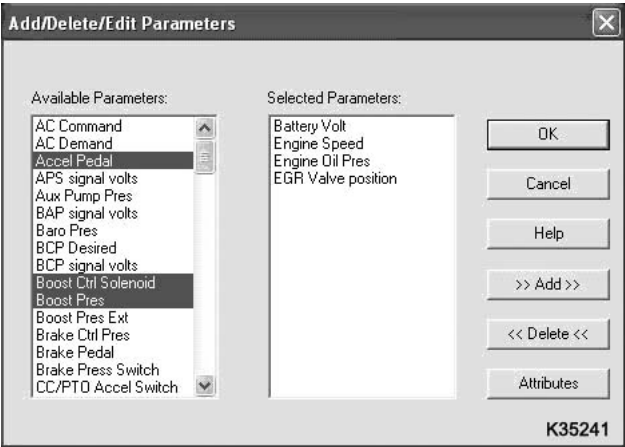 Add/Delete/Edit Parameters
Available Parameters:
AC Command
AC Demand
Accel Pedal
APS signal volts
Aux Pump Pres
BAP signal volts
Baro Pres
BCP Desired
BCP signal volts
Boost Ctrl Solenoid
Boost Pres
Boost Pres Ext
Brake Ctrl Pres
Brake Pedal
Brake Press Switch
CC/PTO Accel Switch
Selected Parameters:
Battery Volt
Engine Speed
Engine Oil Pres
EGR Valve position
OK
Cancel
Help
>> Add >>
<< Delete <<
Attributes
K35241